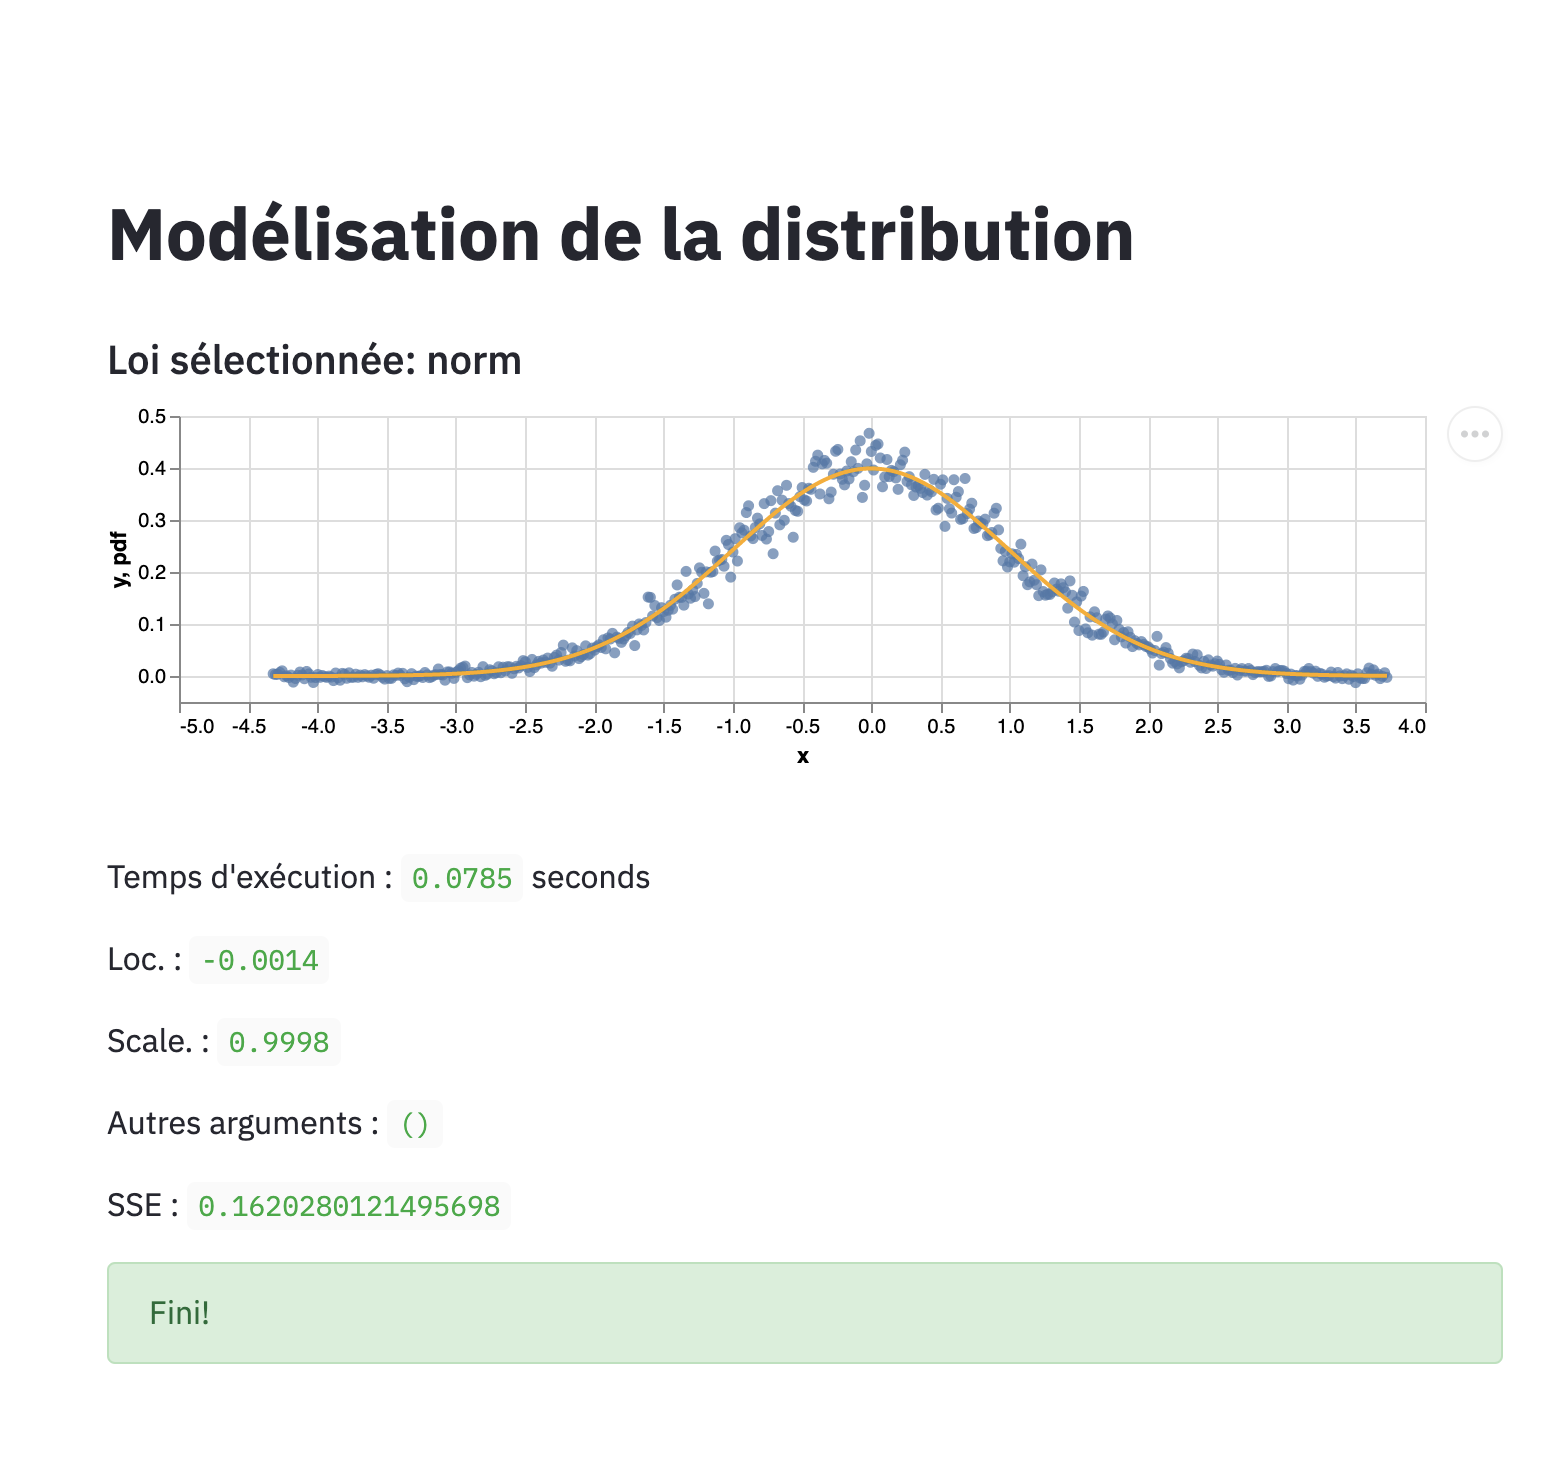 Modélisation de la distribution
Loi sélectionnée: norm
0.5
0.4
0.3
0.2
0.1
0.0
y, pdf
-5.0 -4.5 -4.0 -3.5 -3.0 -2.5 -2.0 -1.5 -1.0 -0.5 0.0 0.5 1.0 1.5 2.0 2.5 3.0 3.5 4.0
x
Temps d'exécution : 0.0785 seconds
Loc. : -0.0014
Scale. : 0.9998
Autres arguments : ()
SSE : 0.1620280121495698
Fini!